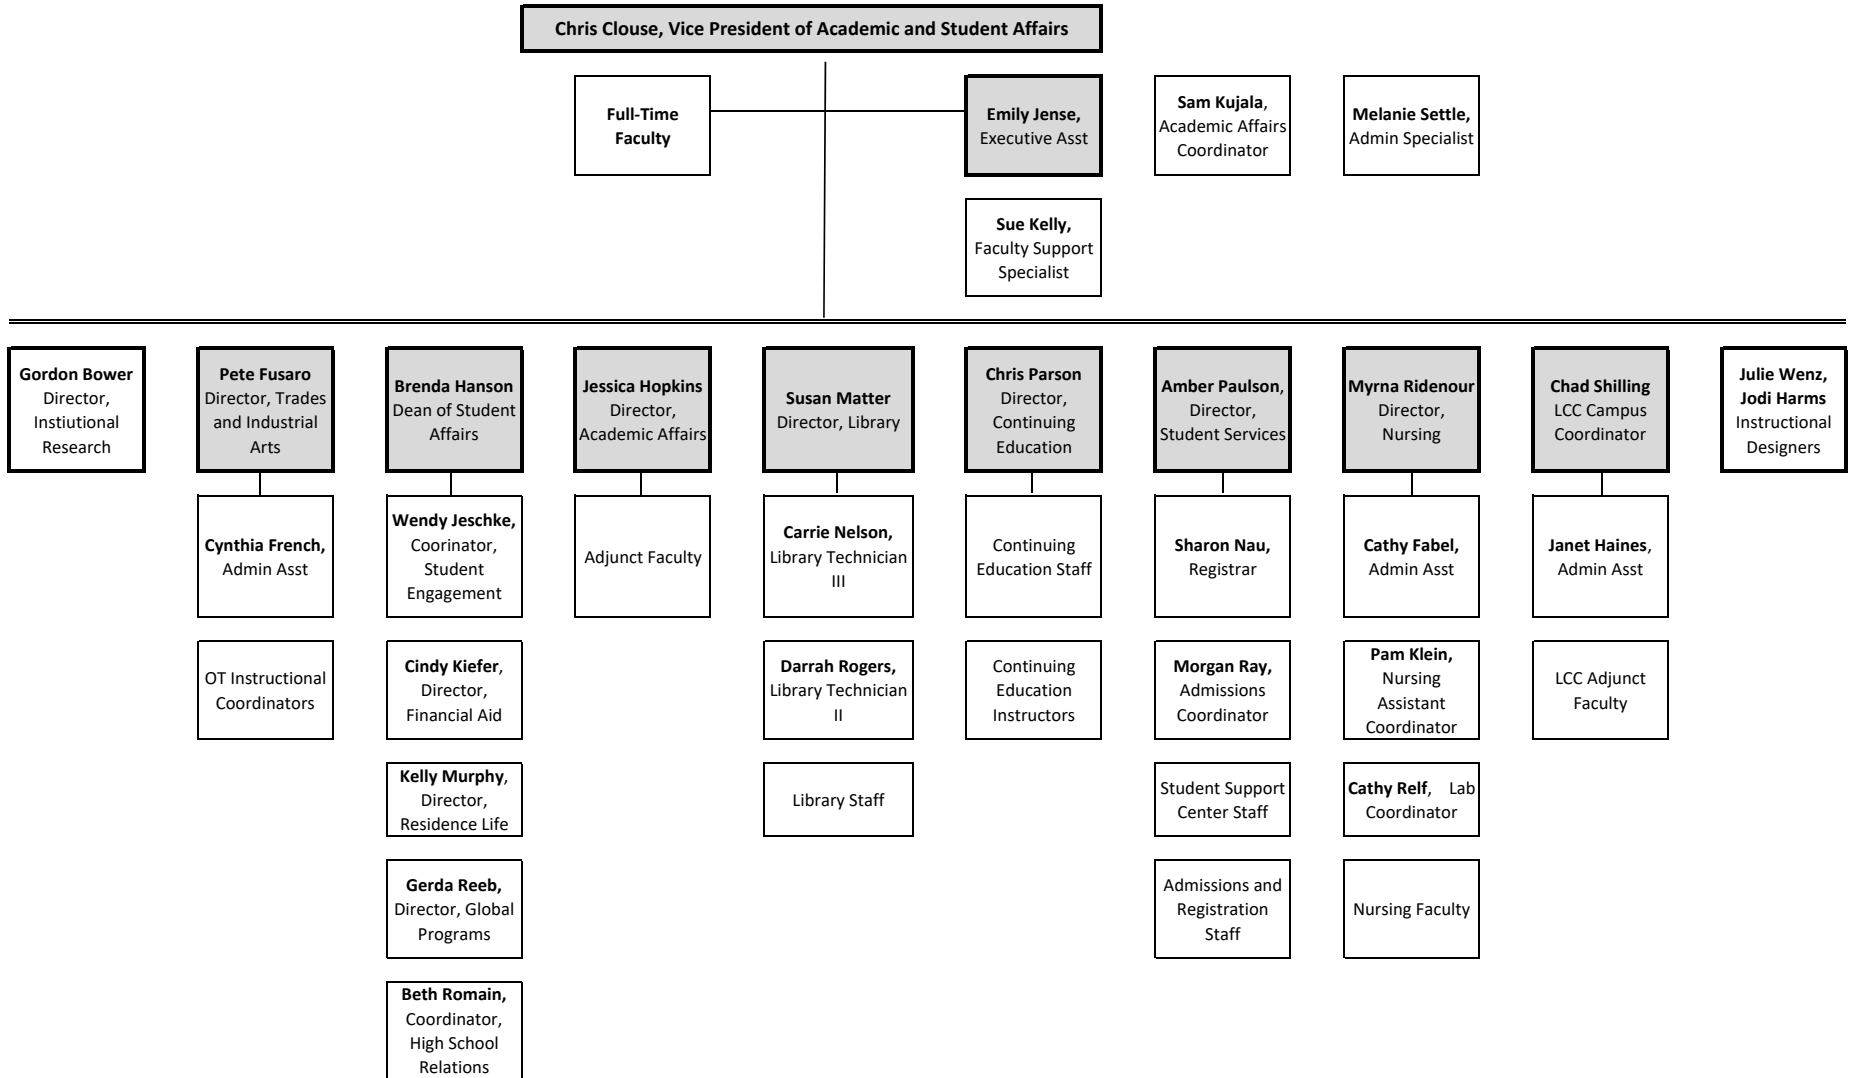 Chris Clouse, Vice President of Academic and Student Affairs
Full-Time
Faculty
Emily Jense,
Executive Asst
Sam Kujala,
Academic Affairs
Coordinator
Melanie Settle,
Admin Specialist
Sue Kelly,
Faculty Support
Specialist
Gordon Bower
Director,
Instiutional
Research
Pete Fusaro
Director, Trades
and Industrial
Arts
Brenda Hanson
Dean of Student
Affairs
Jessica Hopkins
Director,
Academic Affairs
Susan Matter
Director, Library
Chris Parson
Director,
Continuing
Education
Amber Paulson,
Director,
Student Services
Myrna Ridenour
Director,
Nursing
Chad Shilling
LCC Campus
Coordinator
Julie Wenz,
Jodi Harms
Instructional
Designers
Cynthia French,
Admin Asst
Wendy Jeschke,
Coorinator,
Student
Engagement
Adjunct Faculty
Carrie Nelson,
Library Technician
III
Continuing
Education Staff
Sharon Nau,
Registrar
Cathy Fabel,
Admin Asst
Janet Haines,
Admin Asst
OT Instructional
Coordinators
Cindy Kiefer,
Director,
Financial Aid
Darrah Rogers,
Library Technician
II
Continuing
Education
Instructors
Morgan Ray,
Admissions
Coordinator
Pam Klein,
Nursing
Assistant
Coordinator
LCC Adjunct
Faculty
Kelly Murphy,
Director,
Residence Life
Library Staff
Student Support
Center Staff
Cathy Relf, Lab
Coordinator
Gerda Reeb,
Director, Global
Programs
Admissions and
Registration
Staff
Nursing Faculty
Beth Romain,
Coordinator,
High School
Relations